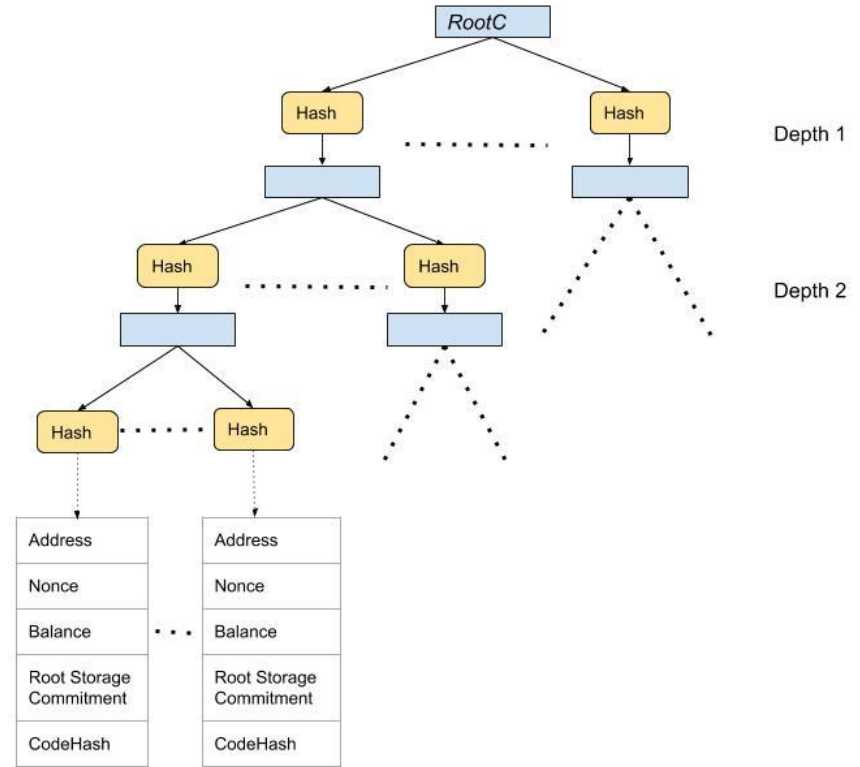 RootC
Hash
Hash
Depth 1
Hash
Hash
Depth 2
Hash
Hash
Address
Nonce
Balance
Root Storage
Commitment
CodeHash
Address
Nonce
Balance
Root Storage
Commitment
CodeHash